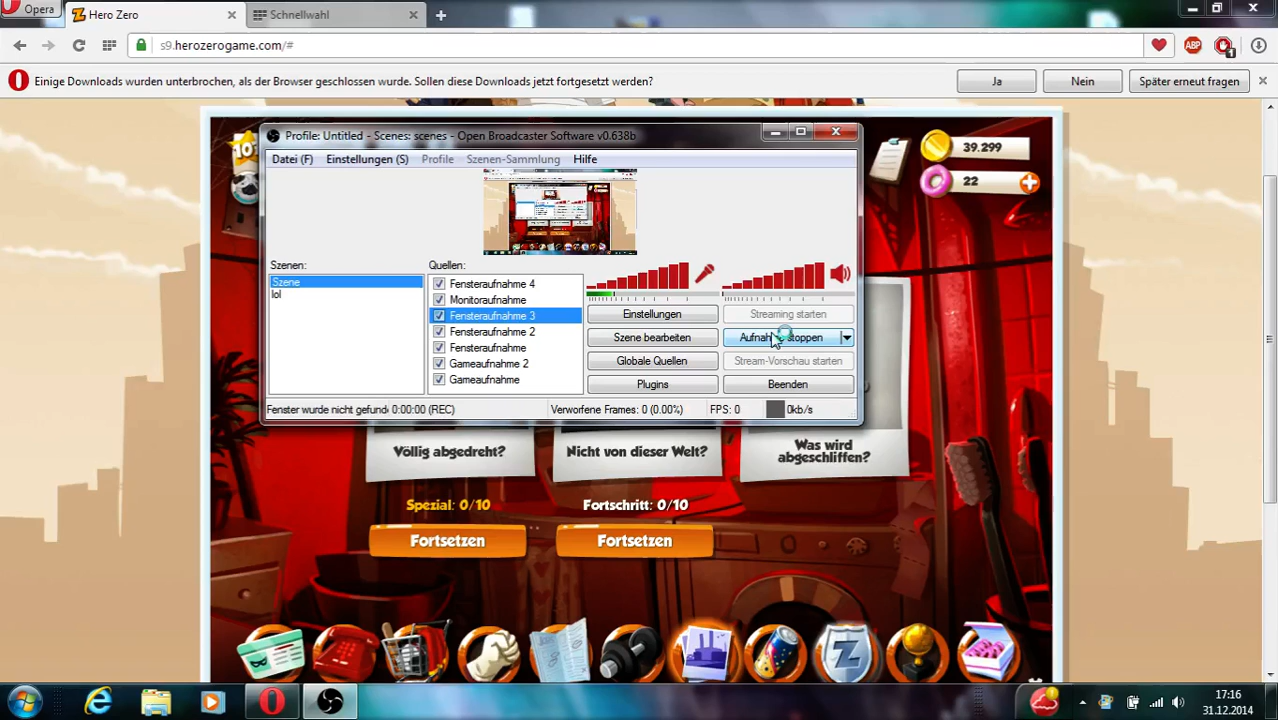 Opera
Hero Zero
Schnellwahl
s9.herozerogame.com/#
ABP
1
Einige Downloads wurden unterbrochen, als der Browser geschlossen wurde. Sollen diese Downloads jetzt fortgesetzt werden?
Ja
Nein
Später erneut fragen
39.299
22
Profile: Untitled - Scenes: scenes - Open Broadcaster Software v0.638b
Datei (F)
Einstellungen (S)
Profile
Szenen-Sammlung
Hilfe
Szenen:
Szene
lol
Quellen:
Fensteraufnahme 4
Monitoraufnahme
Fensteraufnahme 3
Fensteraufnahme 2
Fensteraufnahme
Gameaufnahme 2
Gameaufnahme
Einstellungen
Streaming starten
Szene bearbeiten
Aufnahme stoppen
Globale Quellen
Stream-Vorschau starten
Plugins
Beenden
Fenster wurde nicht gefund
0:00:00 (REC)
Verworfene Frames: 0 (0.00%)
FPS: 0
0kb/s
Völlig abgedreht?
Nicht von dieser Welt?
Was wird
abgeschliffen?
Spezial: 0/10
Fortschritt: 0/10
Fortsetzen
Fortsetzen
Z
17:16
31.12.2014